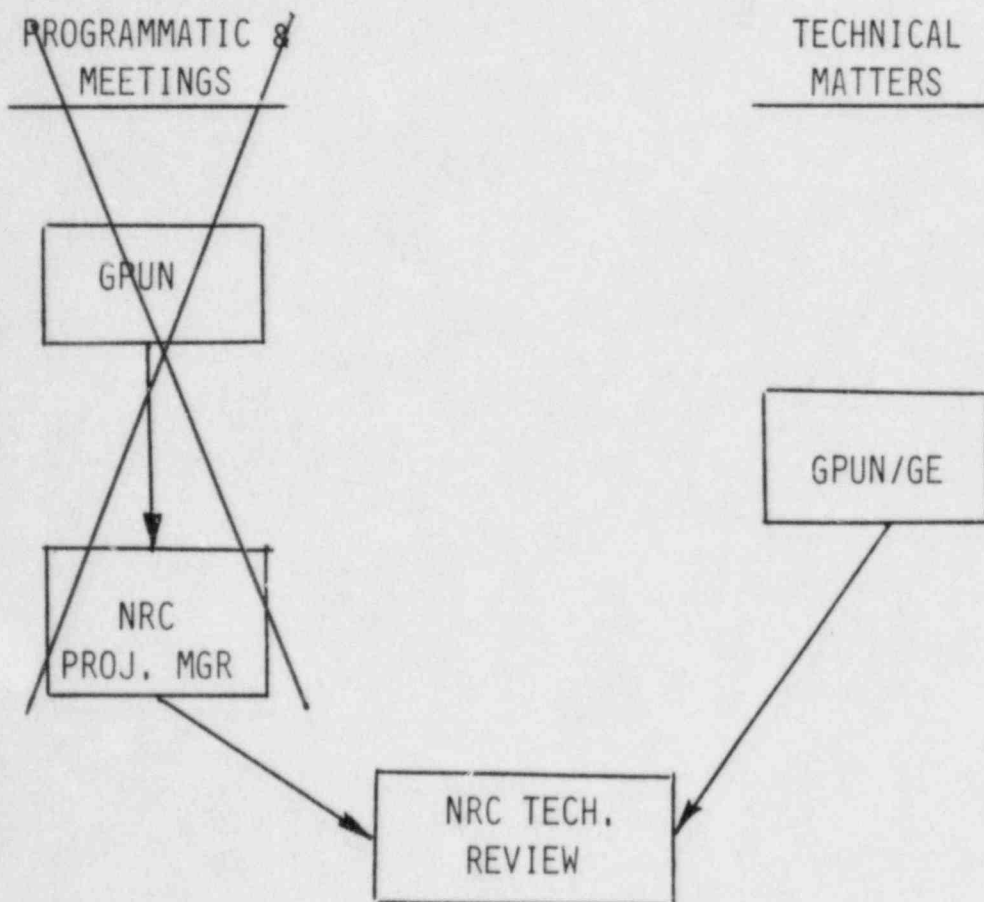 PROGRAMMATIC &
MEETINGS
TECHNICAL
MATTERS
GPUN
GPUN/GE
NRC
PROJ. MGR
NRC TECH.
REVIEW